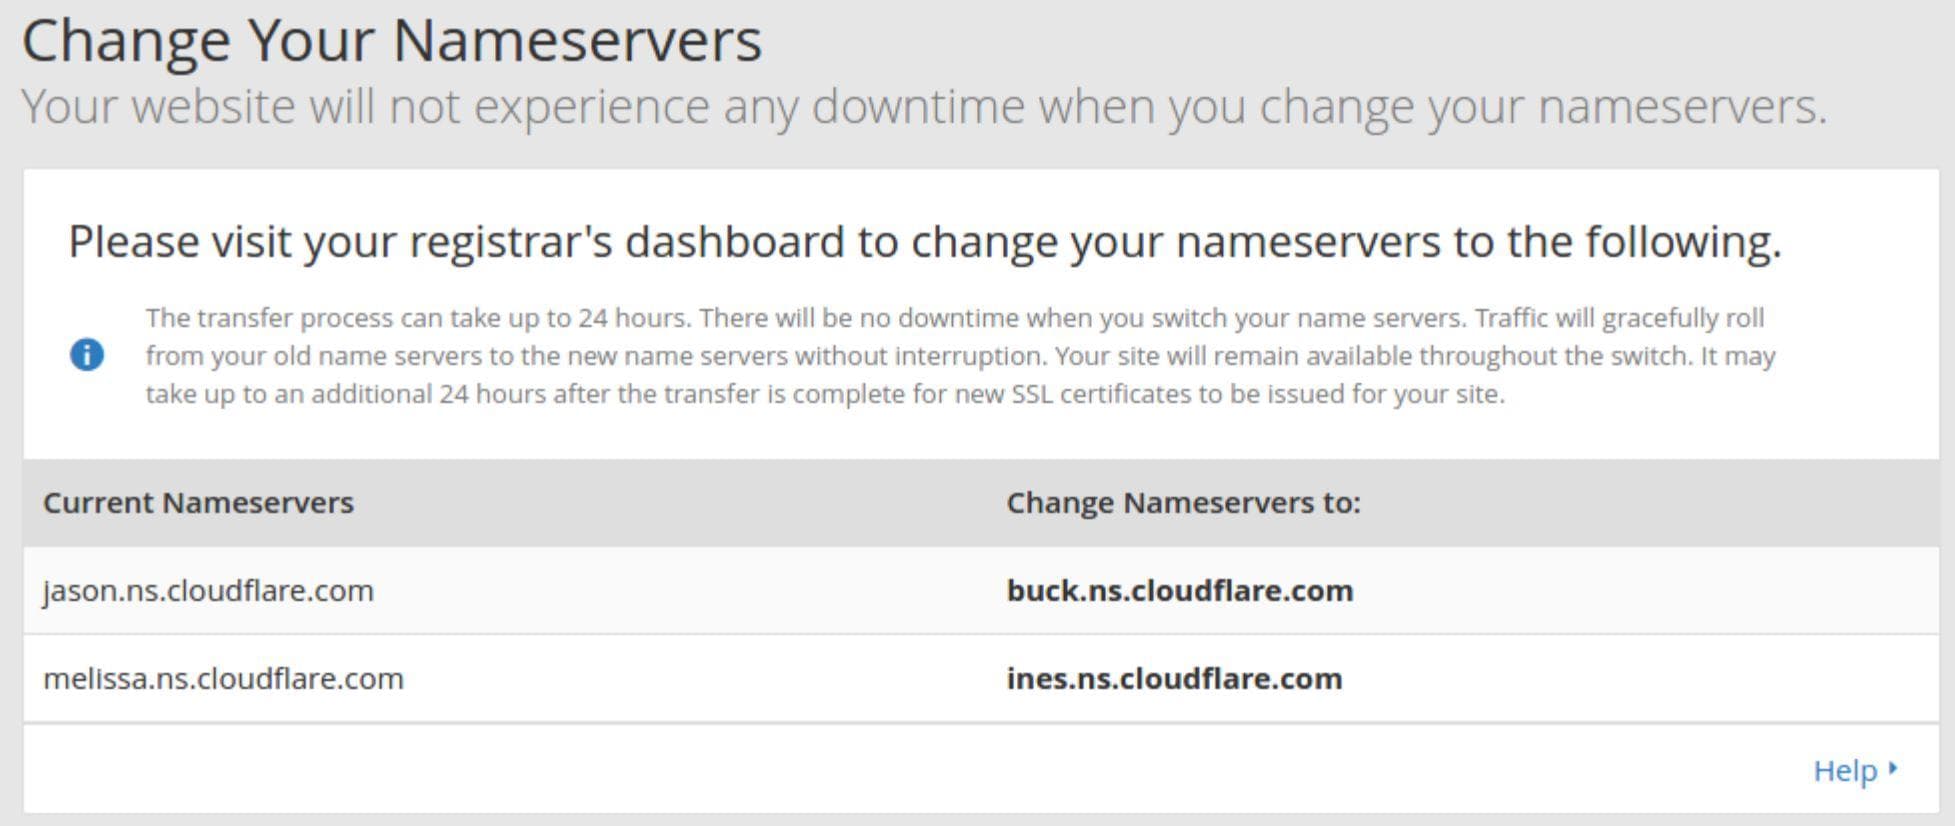 Change Your Nameservers
Your website will not experience any downtime when you change your nameservers.
Please visit your registrar's dashboard to change your nameservers to the following.
The transfer process can take up to 24 hours. There will be no downtime when you switch your name servers. Traffic will gracefully roll
from your old name servers to the new name servers without interruption. Your site will remain available throughout the switch. It may
take up to an additional 24 hours after the transfer is complete for new SSL certificates to be issued for your site.
Current Nameservers Change Nameservers to:
jason.ns.cloudflare.com buck.ns.cloudflare.com
melissa.ns.cloudflare.com ines.ns.cloudflare.com
Help